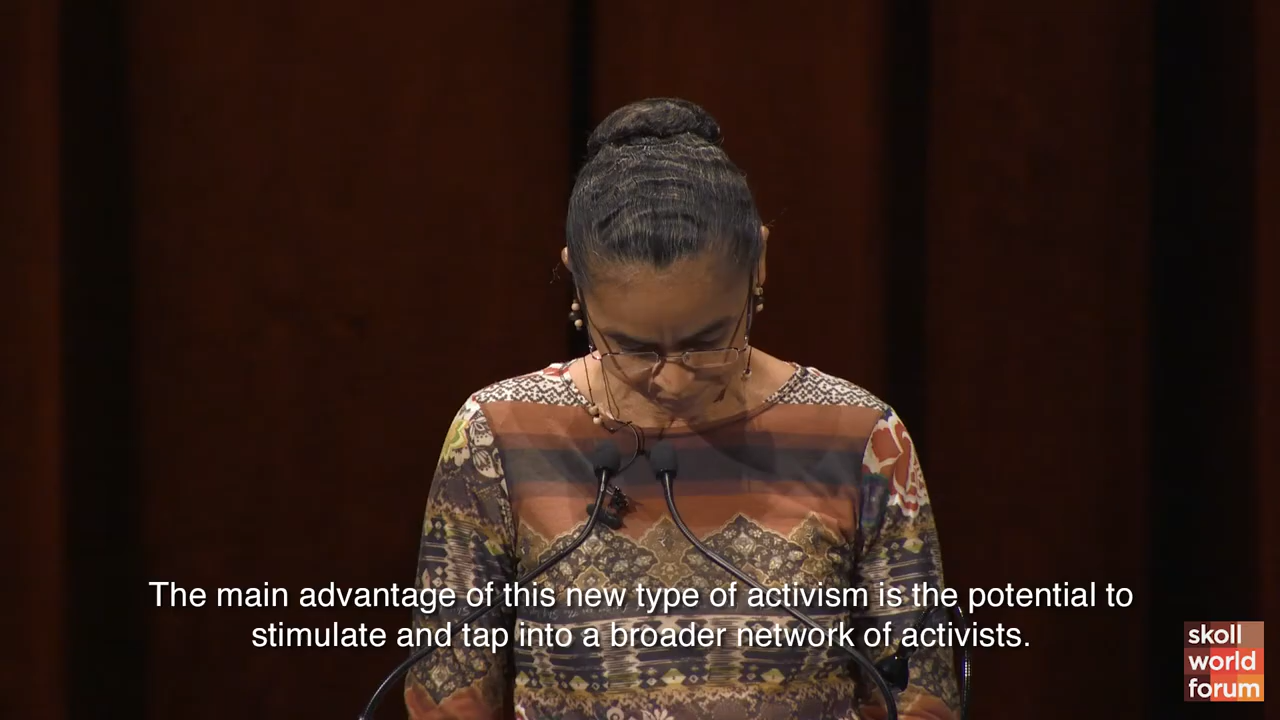 The main advantage of this new type of activism is the potential to
stimulate and tap into a broader network of activists.
skoll
world
forum